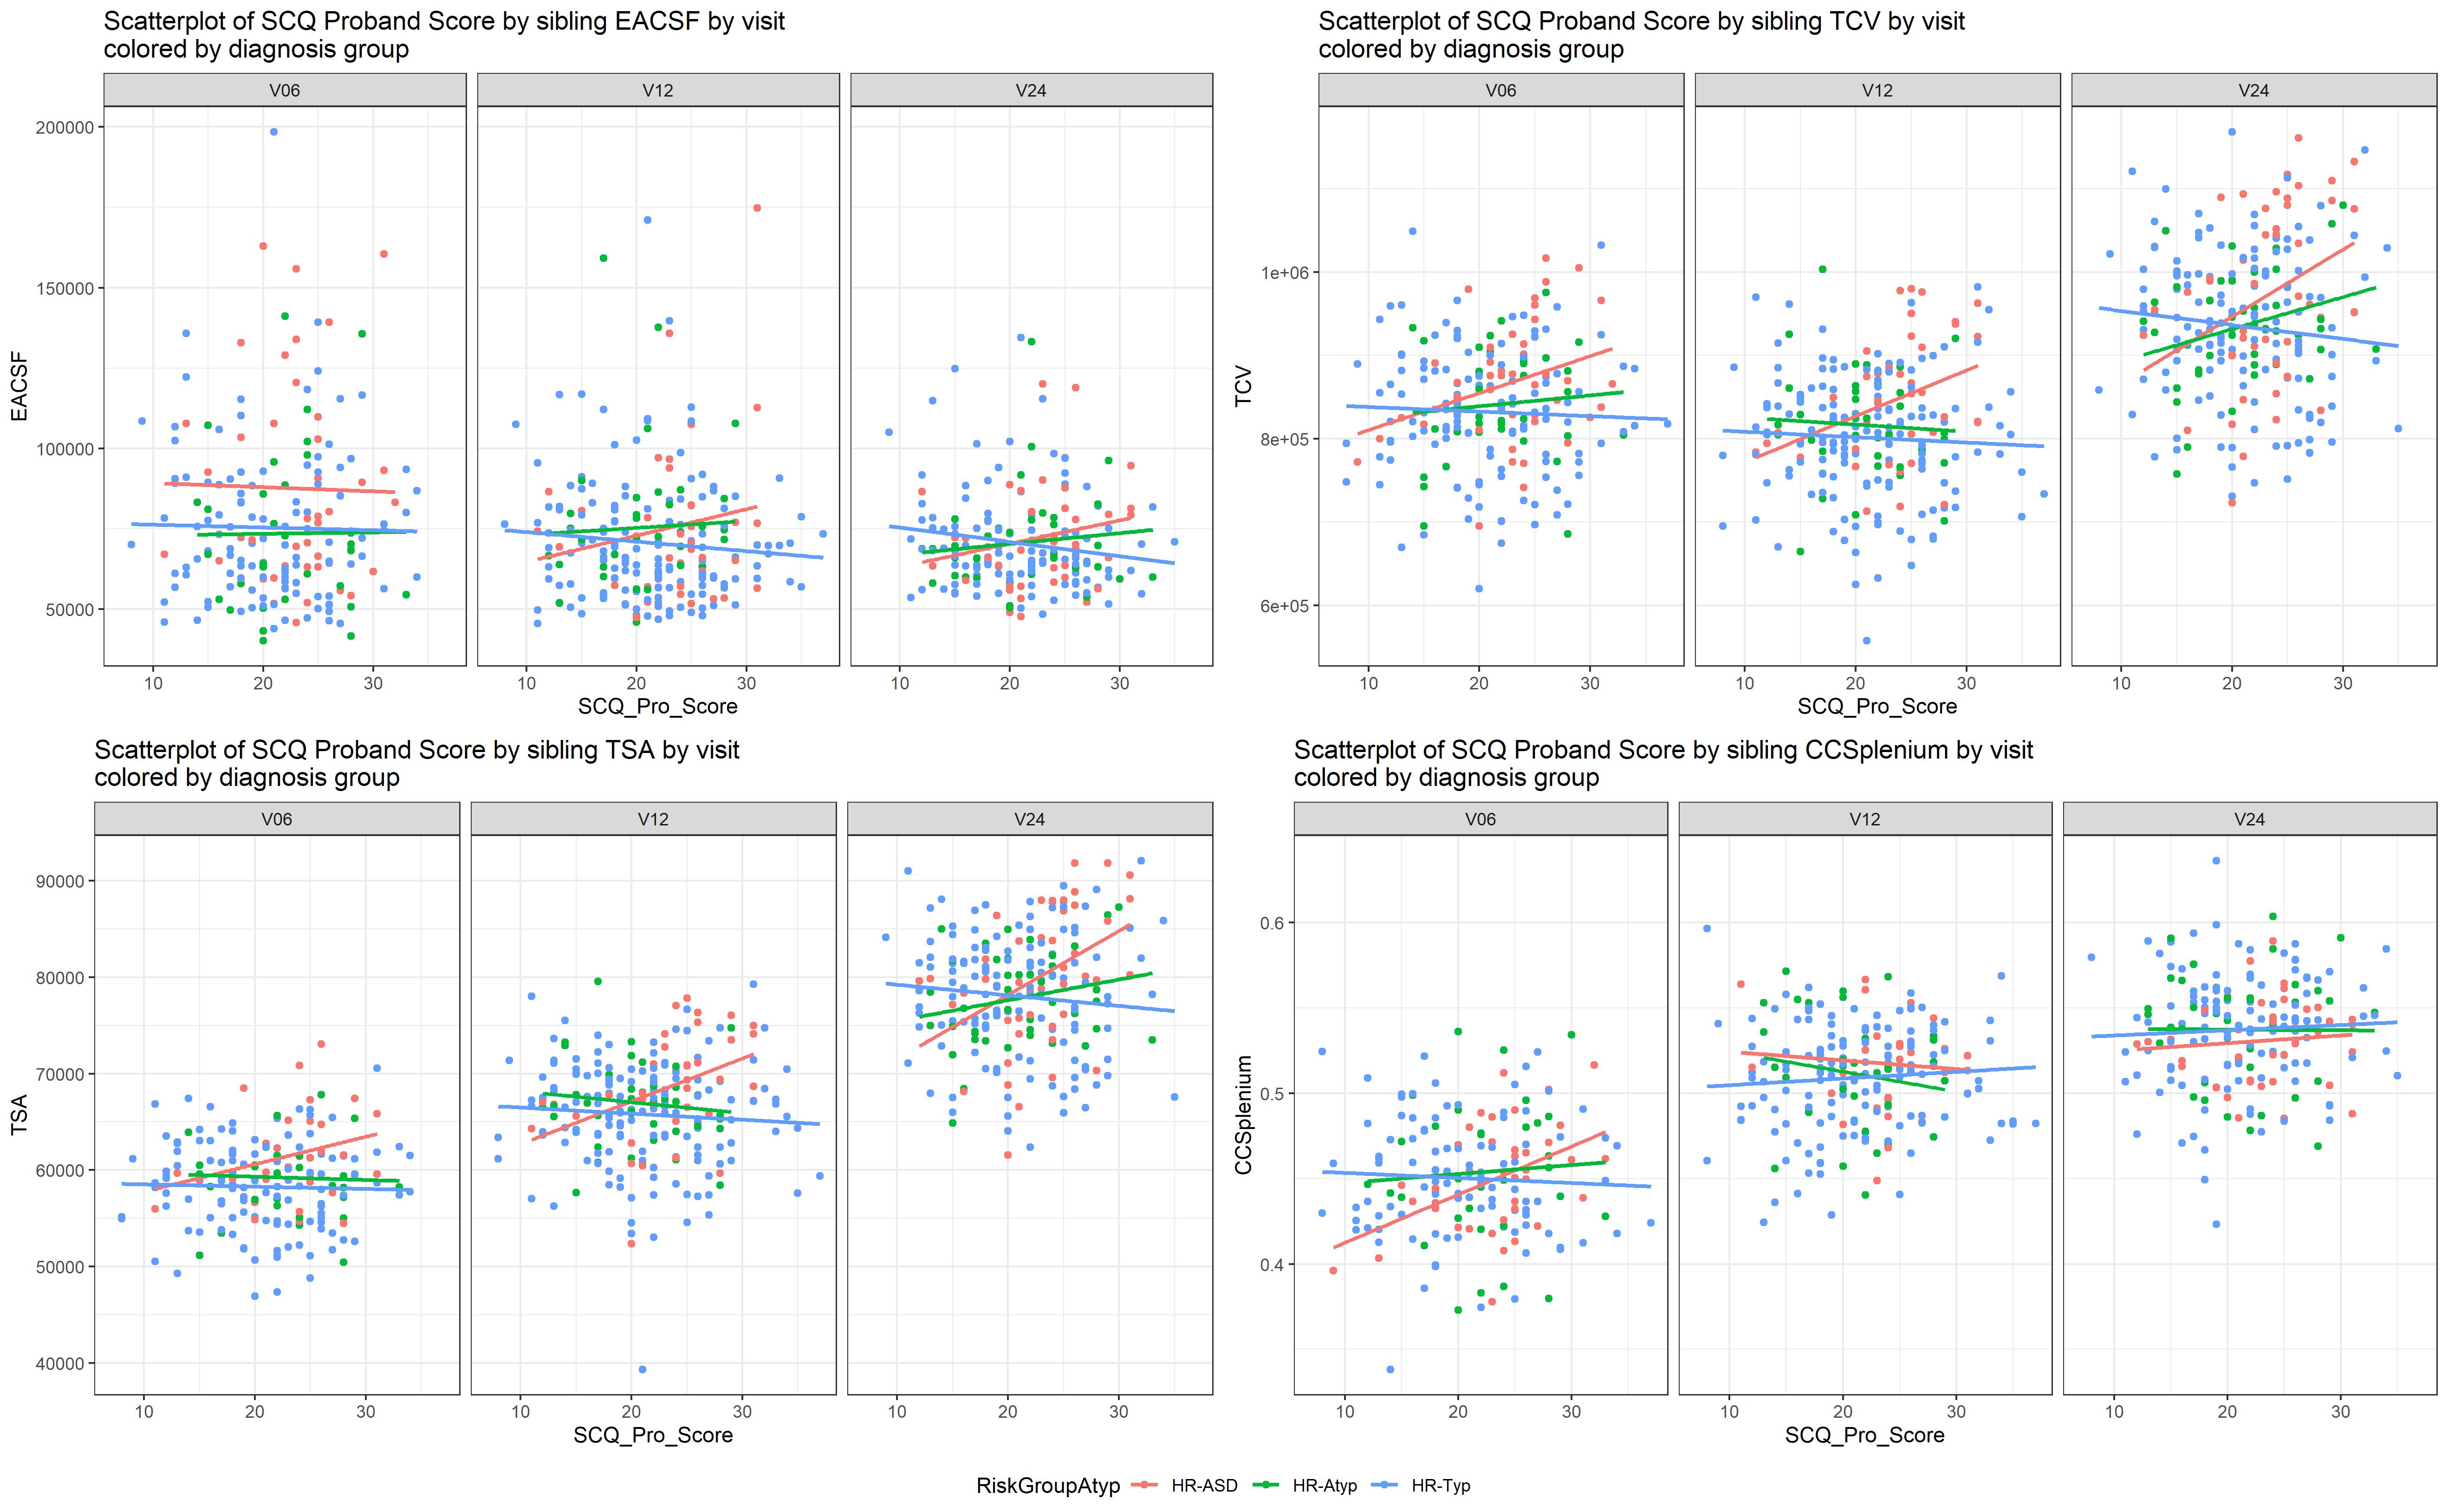 Scatterplot of SCQ Proband Score by sibling EACSF by visit
colored by diagnosis group
V06 V12 V24
EACSF
200000
150000
100000
50000
10 20 30 10 20 30 10 20 30
SCQ_Pro_Score
Scatterplot of SCQ Proband Score by sibling TCV by visit
colored by diagnosis group
V06 V12 V24
TCV
1e+06
8e+05
6e+05
10 20 30 10 20 30 10 20 30
SCQ_Pro_Score
Scatterplot of SCQ Proband Score by sibling TSA by visit
colored by diagnosis group
V06 V12 V24
TSA
90000
80000
70000
60000
50000
40000
10 20 30 10 20 30 10 20 30
SCQ_Pro_Score
Scatterplot of SCQ Proband Score by sibling CCSplenium by visit
colored by diagnosis group
V06 V12 V24
CCSplenium
0.6
0.5
0.4
10 20 30 10 20 30 10 20 30
SCQ_Pro_Score
RiskGroupAtyp HR-ASD HR-Atyp HR-Typ